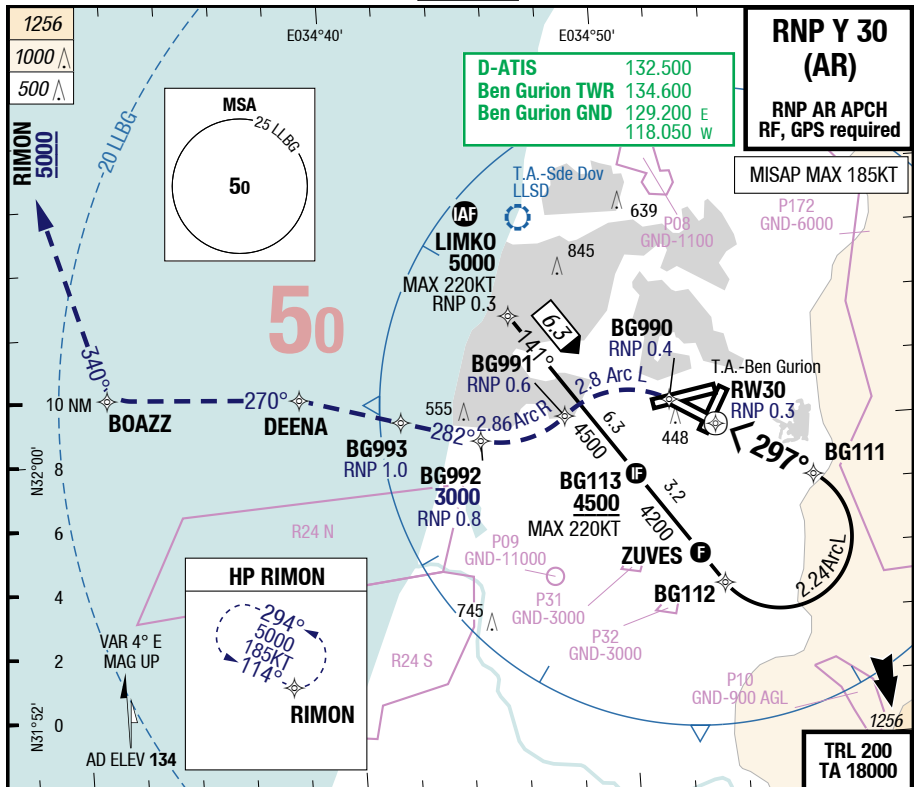 1256
1000
500
E034°40'
E034°50'
RNP Y 30
(AR)
RNP AR APCH
RF, GPS required
D-ATIS 132.500
Ben Gurion TWR 134.600
Ben Gurion GND 129.200 E
118.050 W
MISAP MAX 185KT
MSA
25 LLBG
50
20 LLBG
RIMON
5000
T.A.-Sde Dov
LLSD
639
P08
GND-1100
P172
GND-6000
IAF
LIMKO
5000
MAX 220KT
RNP 0.3
845
50
6.3
141°
BG990
RNP 0.4
BG991
RNP 0.6
2.8 Arc L
T.A.-Ben Gurion
RW30
RNP 0.3
340°
10 NM
BOAZZ
270°
DEENA
555
2.86 Arc R
6.3
4500
448
297°
BG111
BG993
RNP 1.0
282°
BG992
3000
RNP 0.8
BG113
4500
MAX 220KT
IF
3.2
4200
N32°00'
8
R24 N
6
P09
GND-11000
ZUVES
F
2.24ArcL
BG112
HP RIMON
294°
5000
185KT
114°
RIMON
4
P31
GND-3000
745
P32
GND-3000
VAR 4° E
MAG UP
2
R24 S
P10
GND-900 AGL
N31°52'
0
1256
AD ELEV 134
TRL 200
TA 18000